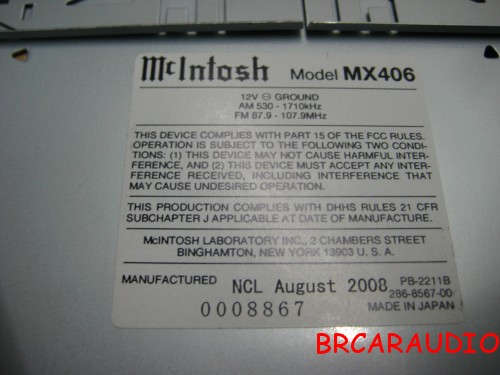 McIntosh Model MX406
12V ⊖ GROUND
AM 530 - 1710kHz
FM 87.9 - 107.9MHz
THIS DEVICE COMPLIES WITH PART 15 OF THE FCC RULES.
OPERATION IS SUBJECT TO THE FOLLOWING TWO CONDI-
TIONS: (1) THIS DEVICE MAY NOT CAUSE HARMFUL INTER-
FERENCE, AND (2) THIS DEVICE MUST ACCEPT ANY INTER-
FERENCE RECEIVED, INCLUDING INTERFERENCE THAT
MAY CAUSE UNDESIRED OPERATION.
THIS PRODUCTION COMPLIES WITH DHHS RULES 21 CFR
SUBCHAPTER J APPLICABLE AT DATE OF MANUFACTURE.
McINTOSH LABORATORY INC., 2 CHAMBERS STREET
BINGHAMTON, NEW YORK 13903 U. S. A.
MANUFACTURED NCL August 2008 PB-2211B
286-8567-00
0008867 MADE IN JAPAN
BRCARAUDIO